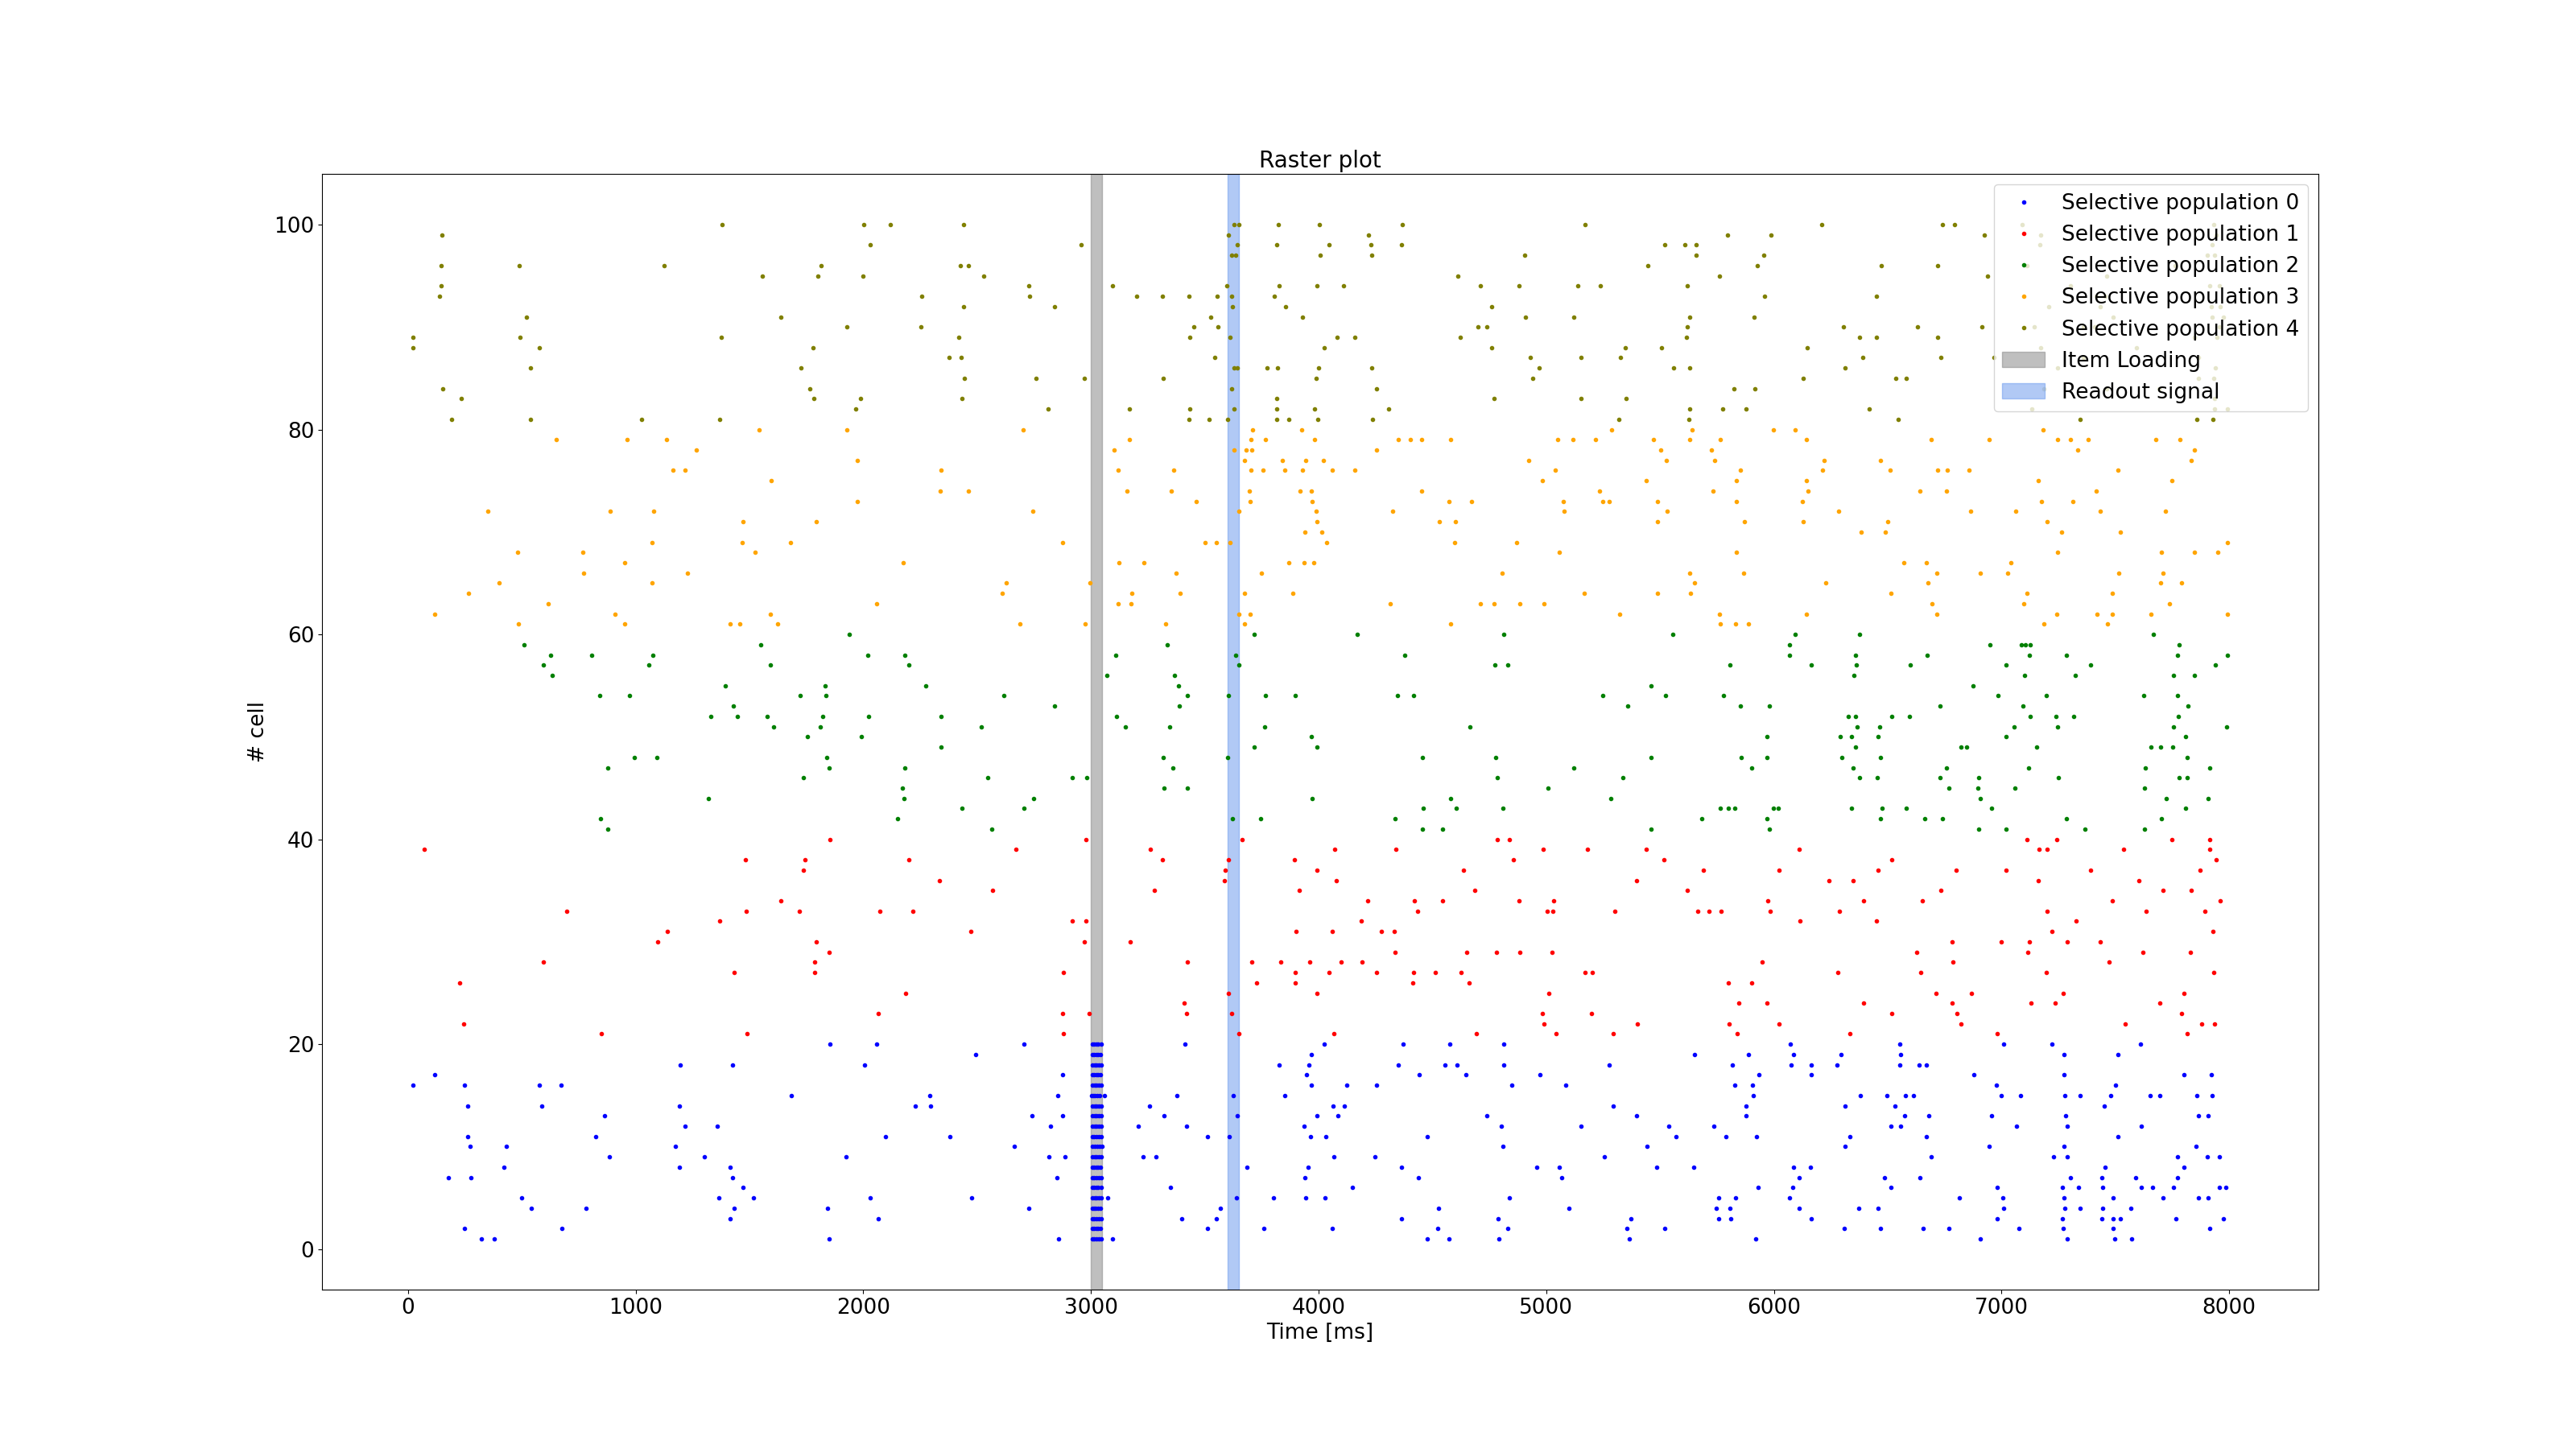 Raster plot
100
80
60
40
20
0
# cell
0 1000 2000 3000 4000 5000 6000 7000 8000
Time [ms]
Selective population 0
Selective population 1
Selective population 2
Selective population 3
Selective population 4
Item Loading
Readout signal